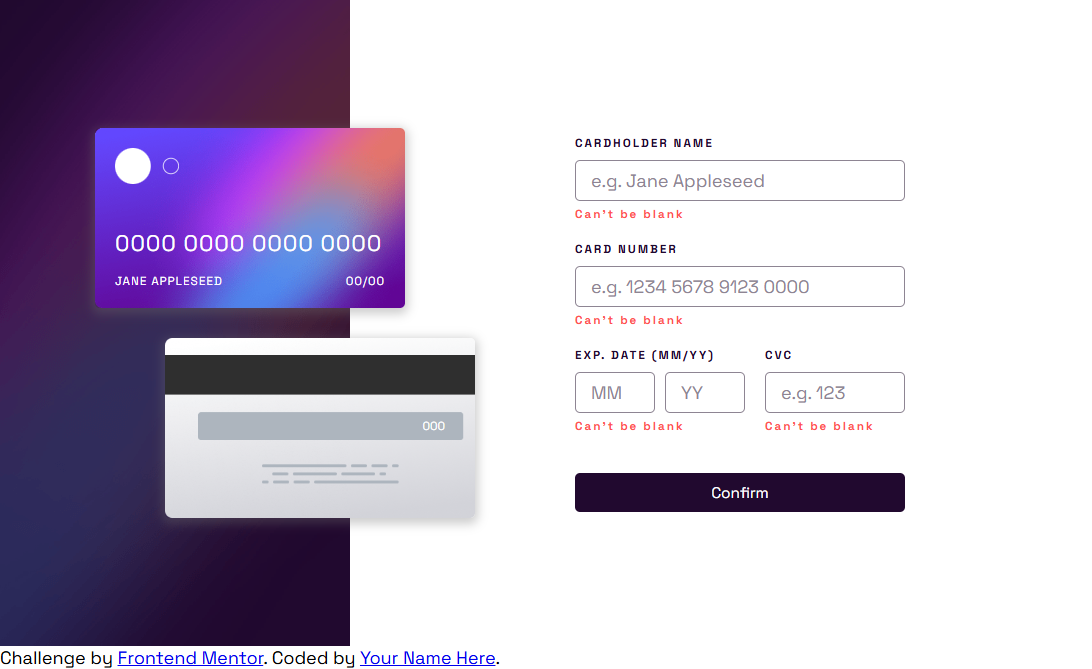 0000 0000 0000 0000
JANE APPLESEED 00/00
000
CARDHOLDER NAME
e.g. Jane Appleseed
Can't be blank
CARD NUMBER
e.g. 1234 5678 9123 0000
Can't be blank
EXP. DATE (MM/YY) CVC
MM YY e.g. 123
Can't be blank Can't be blank
Confirm
Challenge by Frontend Mentor. Coded by Your Name Here.